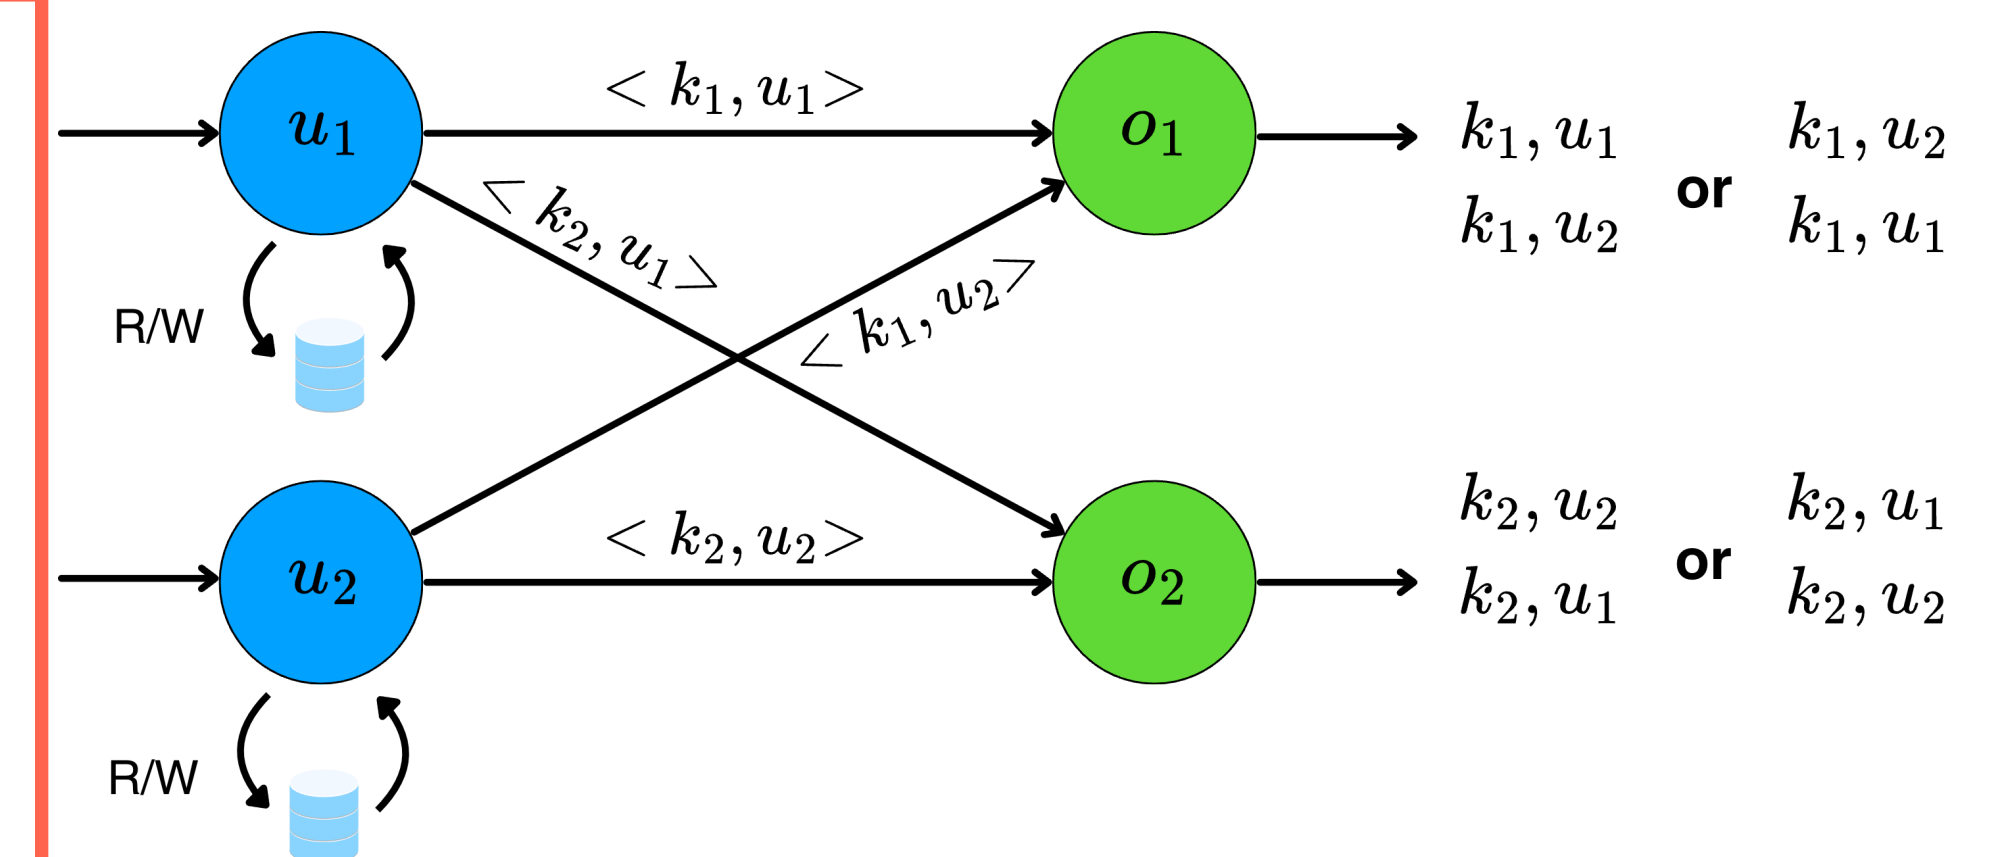 u₁
< k₁, u₁>
o₁
k₁, u₁
k₁, u₂
or
k₁, u₂
k₁, u₁
< k₂, u₁>
< k₁, u₂>
R/W
u₂
< k₂, u₂>
o₂
k₂, u₂
k₂, u₁
or
k₂, u₁
k₂, u₂
R/W